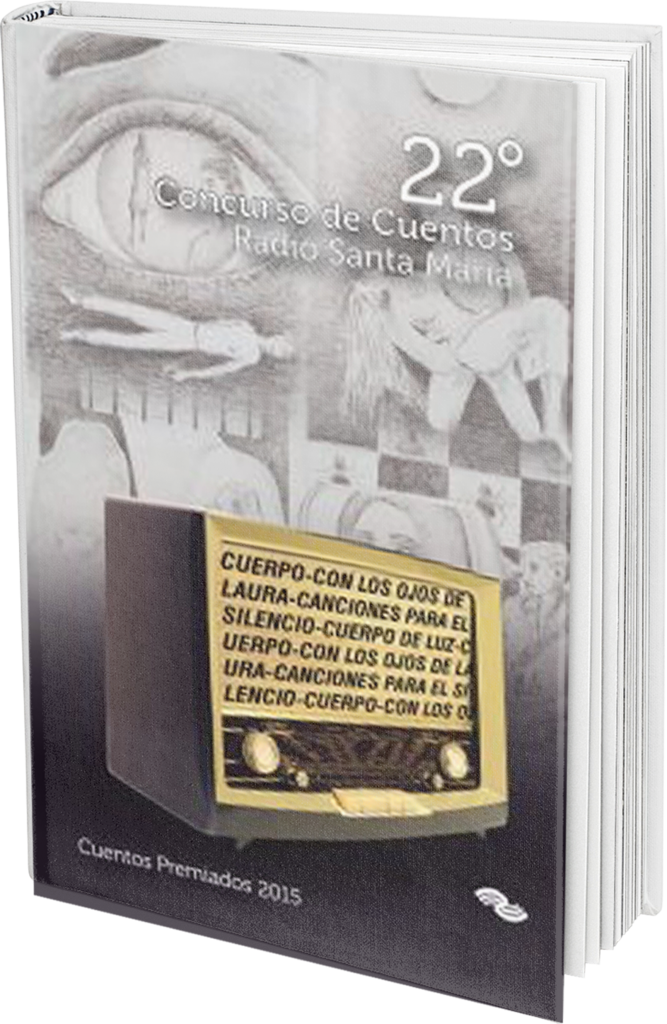 22°
Concurso de Cuentos
Radio Santa María
CUERPO-CON LOS OJOS DE
LAURA-CANCIONES PARA EL
SILENCIO-CUERPO DE LUZ-C
UERPO-CON LOS OJOS DE LA
URA-CANCIONES PARA EL SI
LENCIO-CUERPO-CON LOS O
Cuentos Premiados 2015